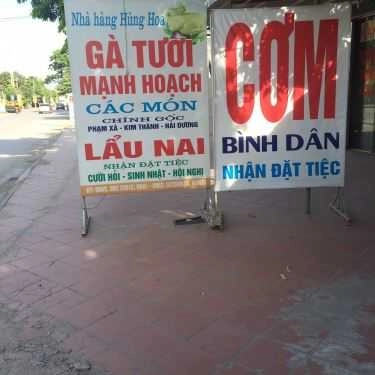 Nhà hàng Hùng Hoa
GÀ TƯƠI
MẠNH HOẠCH
CÁC MÓN
CHÍNH GỐC
PHẠM XÁ - KIM THÀNH - HẢI DƯƠNG
LẨU NAI
NHẬN ĐẶT TIỆC
CƯỚI HỎI - SINH NHẬT - HỘI NGHỊ
CƠM
BÌNH DÂN
NHẬN ĐẶT TIỆC